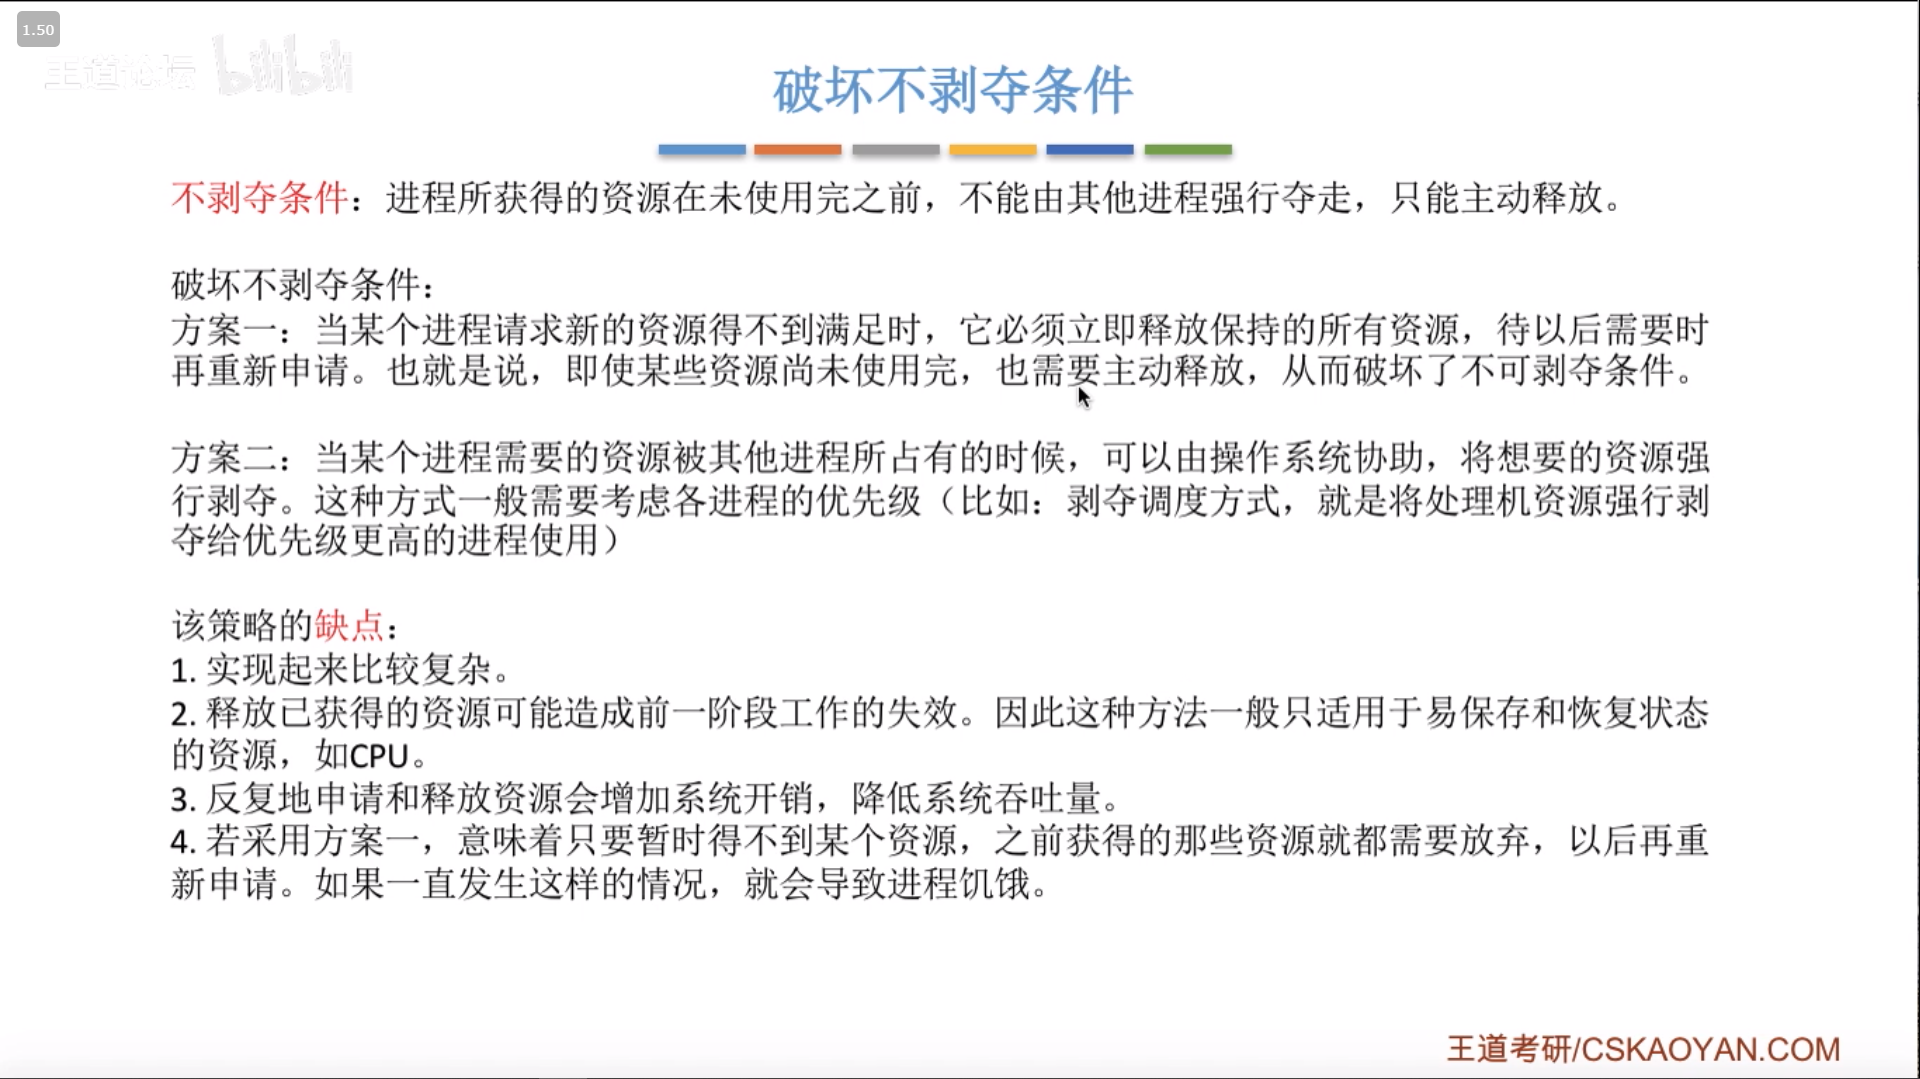 1.50
王道论坛 bilibili
破坏不剥夺条件
不剥夺条件：进程所获得的资源在未使用完之前，不能由其他进程强行夺走，只能主动释放。
破坏不剥夺条件：
方案一：当某个进程请求新的资源得不到满足时，它必须立即释放保持的所有资源，待以后需要时
再重新申请。也就是说，即使某些资源尚未使用完，也需要主动释放，从而破坏了不可剥夺条件。
方案二：当某个进程需要的资源被其他进程所占有的时候，可以由操作系统协助，将想要的资源强
行剥夺。这种方式一般需要考虑各进程的优先级（比如：剥夺调度方式，就是将处理机资源强行剥
夺给优先级更高的进程使用）
该策略的缺点：
1. 实现起来比较复杂。
2. 释放已获得的资源可能造成前一阶段工作的失效。因此这种方法一般只适用于易保存和恢复状态
的资源，如CPU。
3. 反复地申请和释放资源会增加系统开销，降低系统吞吐量。
4. 若采用方案一，意味着只要暂时得不到某个资源，之前获得的那些资源就都需要放弃，以后再重
新申请。如果一直发生这样的情况，就会导致进程饥饿。
王道考研/CSKAOYAN.COM